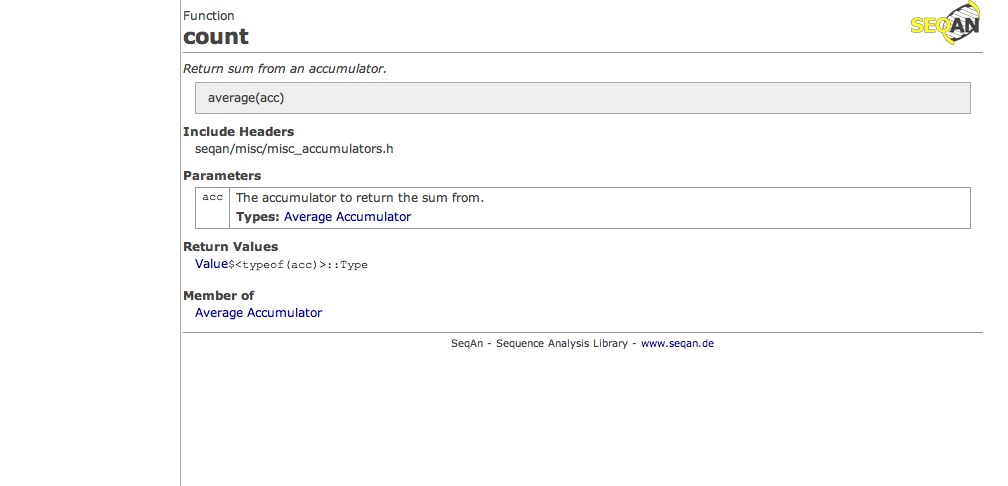 Function
SEQAN
count
Return sum from an accumulator.
average(acc)
Include Headers
seqan/misc/misc_accumulators.h
Parameters
acc The accumulator to return the sum from.
Types: Average Accumulator
Return Values
Value$<typeof(acc)>::Type
Member of
Average Accumulator
SeqAn - Sequence Analysis Library - www.seqan.de